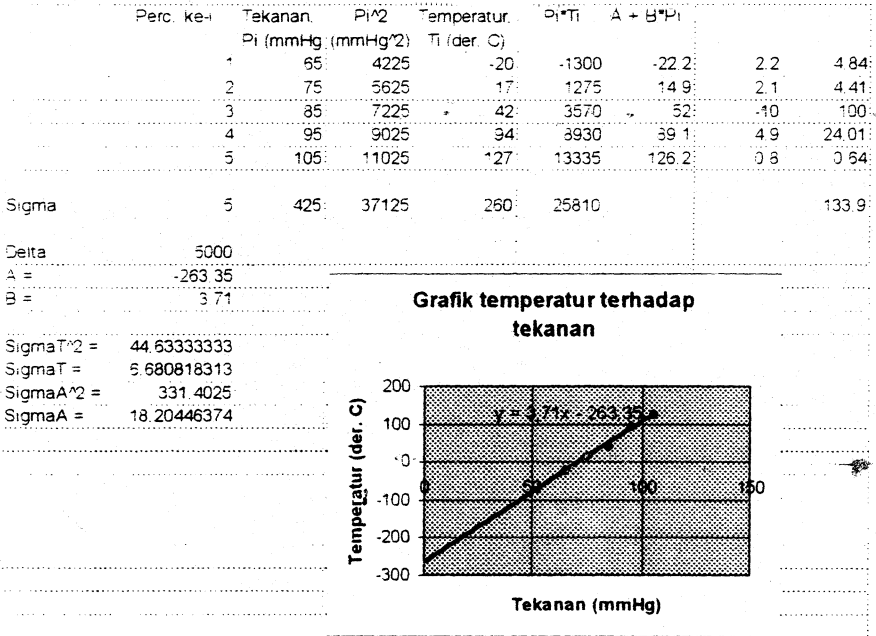 Perc. ke-i Tekanan, Pi^2 Temperatur, Pi*Ti A + B*Pi
Pi (mmHg (mmHg^2) Ti (der. C)
1 65 4225 -20 -1300 -22.2 2.2 4.84
2 75 5625 17 1275 14.9 2.1 4.41
3 85 7225 42 3570 52 -10 100
4 95 9025 94 8930 89.1 4.9 24.01
5 105 11025 127 13335 126.2 0.8 0.64
Sigma 5 425 37125 260 25810 133.9
Delta 5000
A = -263.35
B = 3.71
SigmaT^2 = 44.63333333
SigmaT = 6.680818313
SigmaA^2 = 331.4025
SigmaA = 18.20446374
Grafik temperatur terhadap
tekanan
Temperatur (der. C)
200
100
0
-100
-200
-300
y = 3,71x - 263,35
0 50 100 150
Tekanan (mmHg)